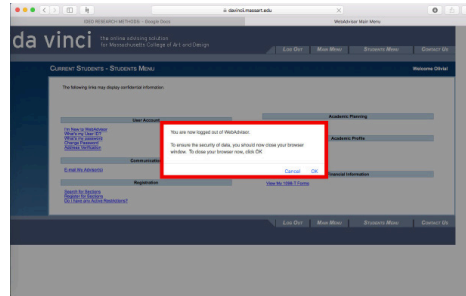 davinci.massart.edu
SEED RESEARCH METHODS - Google Docs
WebAdvisor Main Menu
da vinci
The online advising solution
for Massachusetts College of Art and Design
Log Out
Main Menu
Students Menu
Contact Us
Current Students - Students Menu
Welcome Olivia!
The following links may display confidential information.
User Account
I'm New to WebAdvisor
What's my User ID?
What's my password
Change Password
Address Verification
Communication
E-mail My Advisor(s)
Registration
Search for Sections
Register for Sections
Do I have any Active Restrictions?
Academic Planning
Academic Profile
Financial Information
View My 1098-T Forms
You are now logged out of WebAdvisor.
To ensure the security of data, you should now close your browser
window. To close your browser now, click OK
Cancel
OK
Log Out
Main Menu
Students Menu
Contact Us